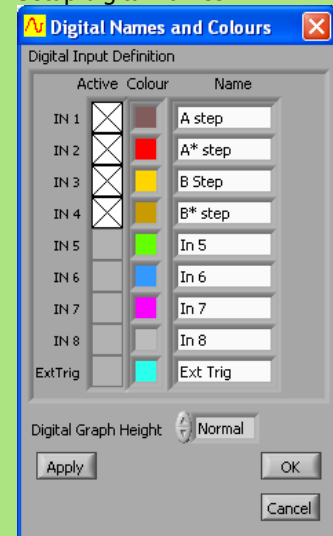 Digital Names and Colours
Digital Input Definition
Active Colour Name
IN 1 A step
IN 2 A* step
IN 3 B Step
IN 4 B* step
IN 5 In 5
IN 6 In 6
IN 7 In 7
IN 8 In 8
ExtTrig Ext Trig
Digital Graph Height Normal
Apply OK
Cancel